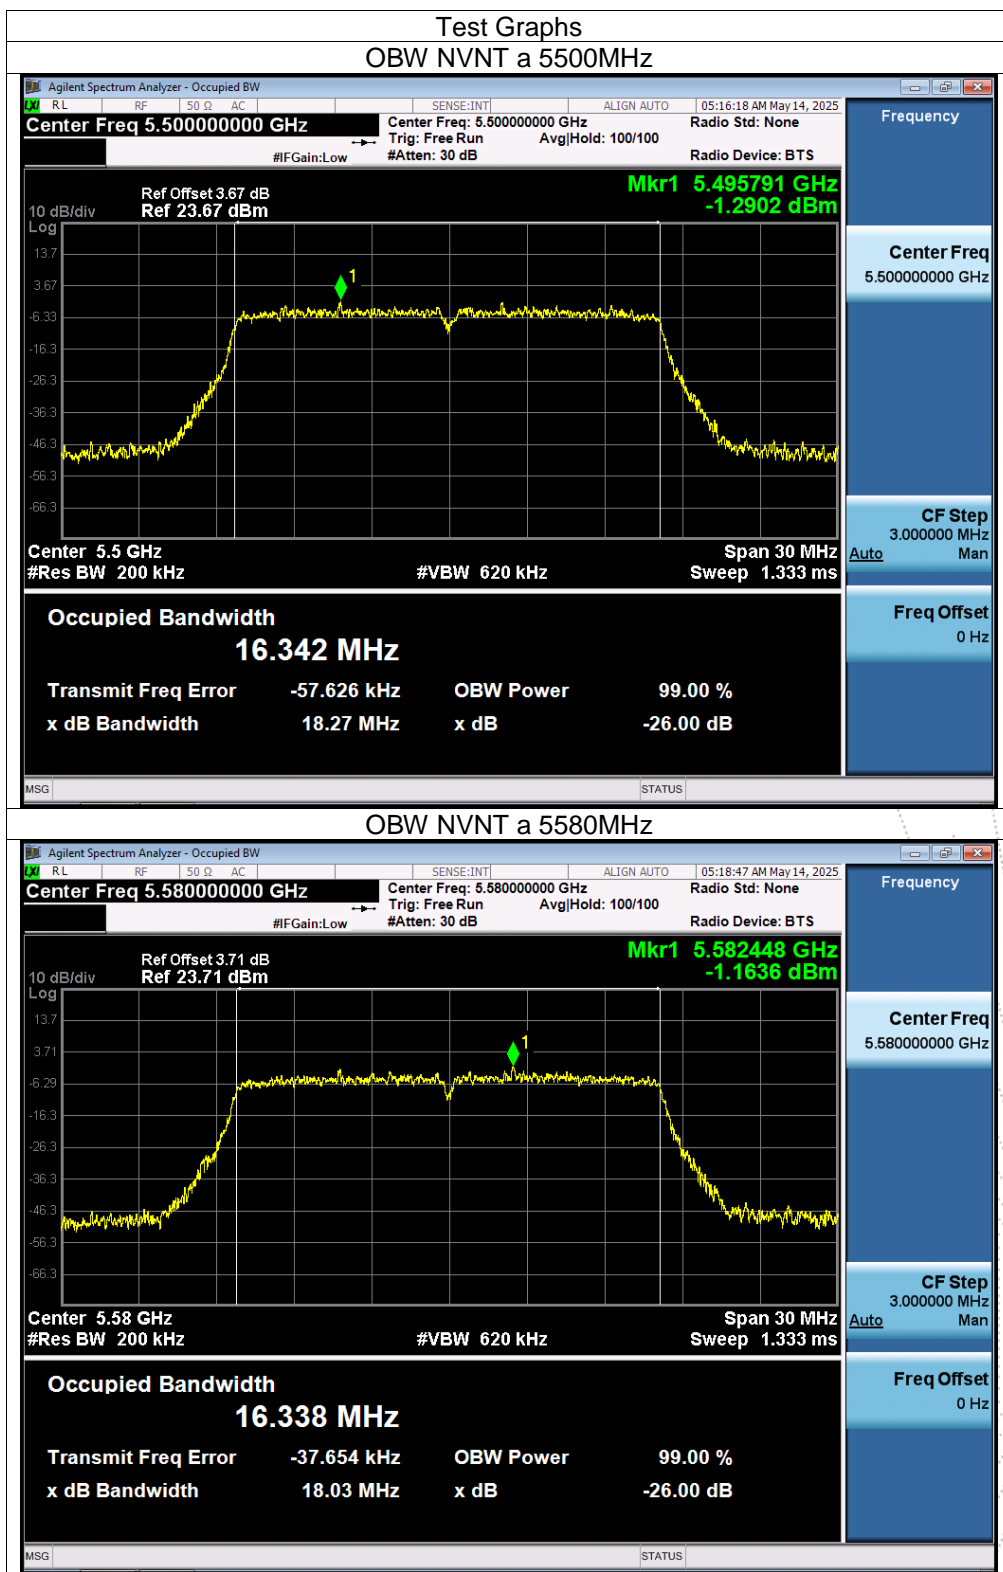 Test Graphs
OBW NVNT a 5500MHz
Agilent Spectrum Analyzer - Occupied BW
LXI RL RF 50 Ω AC SENSE:INT ALIGN AUTO 05:16:18 AM May 14, 2025
Center Freq 5.500000000 GHz
Center Freq: 5.500000000 GHz
Radio Std: None
Trig: Free Run Avg|Hold: 100/100
#IFGain:Low #Atten: 30 dB Radio Device: BTS
Frequency
Mkr1 5.495791 GHz
-1.2902 dBm
Ref Offset 3.67 dB
10 dB/div Ref 23.67 dBm
Log
13.7
3.67
-6.33
-16.3
-26.3
-36.3
-46.3
-56.3
-66.3
1
Center Freq
5.500000000 GHz
CF Step
3.000000 MHz
Auto Man
Freq Offset
0 Hz
Center 5.5 GHz Span 30 MHz
#Res BW 200 kHz #VBW 620 kHz Sweep 1.333 ms
Occupied Bandwidth
16.342 MHz
Transmit Freq Error -57.626 kHz OBW Power 99.00 %
x dB Bandwidth 18.27 MHz x dB -26.00 dB
MSG STATUS
OBW NVNT a 5580MHz
Agilent Spectrum Analyzer - Occupied BW
LXI RL RF 50 Ω AC SENSE:INT ALIGN AUTO 05:18:47 AM May 14, 2025
Center Freq 5.580000000 GHz
Center Freq: 5.580000000 GHz
Radio Std: None
Trig: Free Run Avg|Hold: 100/100
#IFGain:Low #Atten: 30 dB Radio Device: BTS
Frequency
Mkr1 5.582448 GHz
-1.1636 dBm
Ref Offset 3.71 dB
10 dB/div Ref 23.71 dBm
Log
13.7
3.71
-6.29
-16.3
-26.3
-36.3
-46.3
-56.3
-66.3
1
Center Freq
5.580000000 GHz
CF Step
3.000000 MHz
Auto Man
Freq Offset
0 Hz
Center 5.58 GHz Span 30 MHz
#Res BW 200 kHz #VBW 620 kHz Sweep 1.333 ms
Occupied Bandwidth
16.338 MHz
Transmit Freq Error -37.654 kHz OBW Power 99.00 %
x dB Bandwidth 18.03 MHz x dB -26.00 dB
MSG STATUS